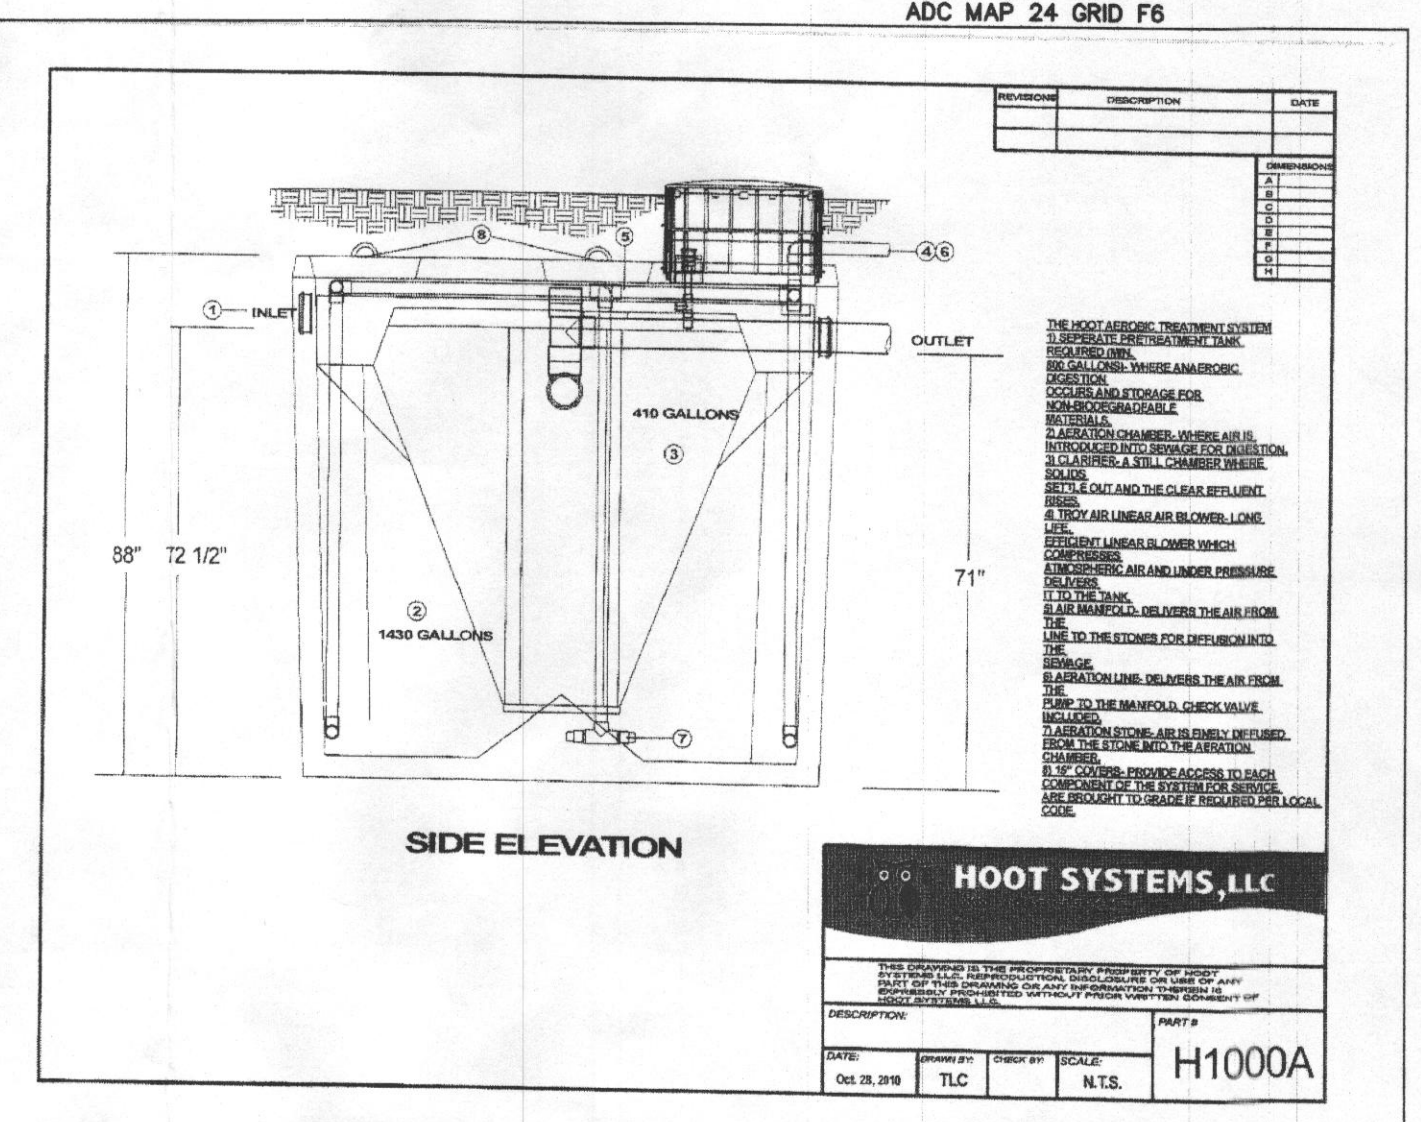 ADC MAP 24 GRID F6
REVISIONS DESCRIPTION DATE
DIMENSIONS
A
B
C
D
E
F
G
H
8
5
4 6
1 INLET
OUTLET
410 GALLONS
3
88" 72 1/2"
71"
2
1430 GALLONS
7
SIDE ELEVATION
THE HOOT AEROBIC TREATMENT SYSTEM
1) SEPERATE PRETREATMENT TANK
REQUIRED (MIN.
800 GALLONS)- WHERE ANAEROBIC
DIGESTION
OCCURS AND STORAGE FOR
NON-BIODEGRADEABLE
MATERIALS.
2) AERATION CHAMBER- WHERE AIR IS
INTRODUCED INTO SEWAGE FOR DIGESTION.
3) CLARIFIER- A STILL CHAMBER WHERE
SOLIDS
SETTLE OUT AND THE CLEAR EFFLUENT
RISES.
4) TROY AIR LINEAR AIR BLOWER- LONG
LIFE,
EFFICIENT LINEAR BLOWER WHICH
COMPRESSES
ATMOSPHERIC AIR AND UNDER PRESSURE
DELIVERS
IT TO THE TANK.
5) AIR MANIFOLD- DELIVERS THE AIR FROM
THE
LINE TO THE STONES FOR DIFFUSION INTO
THE
SEWAGE.
6) AERATION LINE- DELIVERS THE AIR FROM
THE
PUMP TO THE MANIFOLD. CHECK VALVE
INCLUDED.
7) AERATION STONE- AIR IS FINELY DIFFUSED
FROM THE STONE INTO THE AERATION
CHAMBER.
8) 15" COVERS- PROVIDE ACCESS TO EACH
COMPONENT OF THE SYSTEM FOR SERVICE.
ARE BROUGHT TO GRADE IF REQUIRED PER LOCAL
CODE.
HOOT SYSTEMS, LLC
THIS DRAWING IS THE PROPRIETARY PROPERTY OF HOOT
SYSTEMS LLC. REPRODUCTION, DISCLOSURE OR USE OF ANY
PART OF THIS DRAWING OR ANY INFORMATION THEREIN IS
EXPRESSLY PROHIBITED WITHOUT PRIOR WRITTEN CONSENT OF
HOOT SYSTEMS LLC.
DESCRIPTION:
PART #
H1000A
DATE: DRAWN BY: CHECK BY: SCALE:
Oct. 28, 2010 TLC N.T.S.